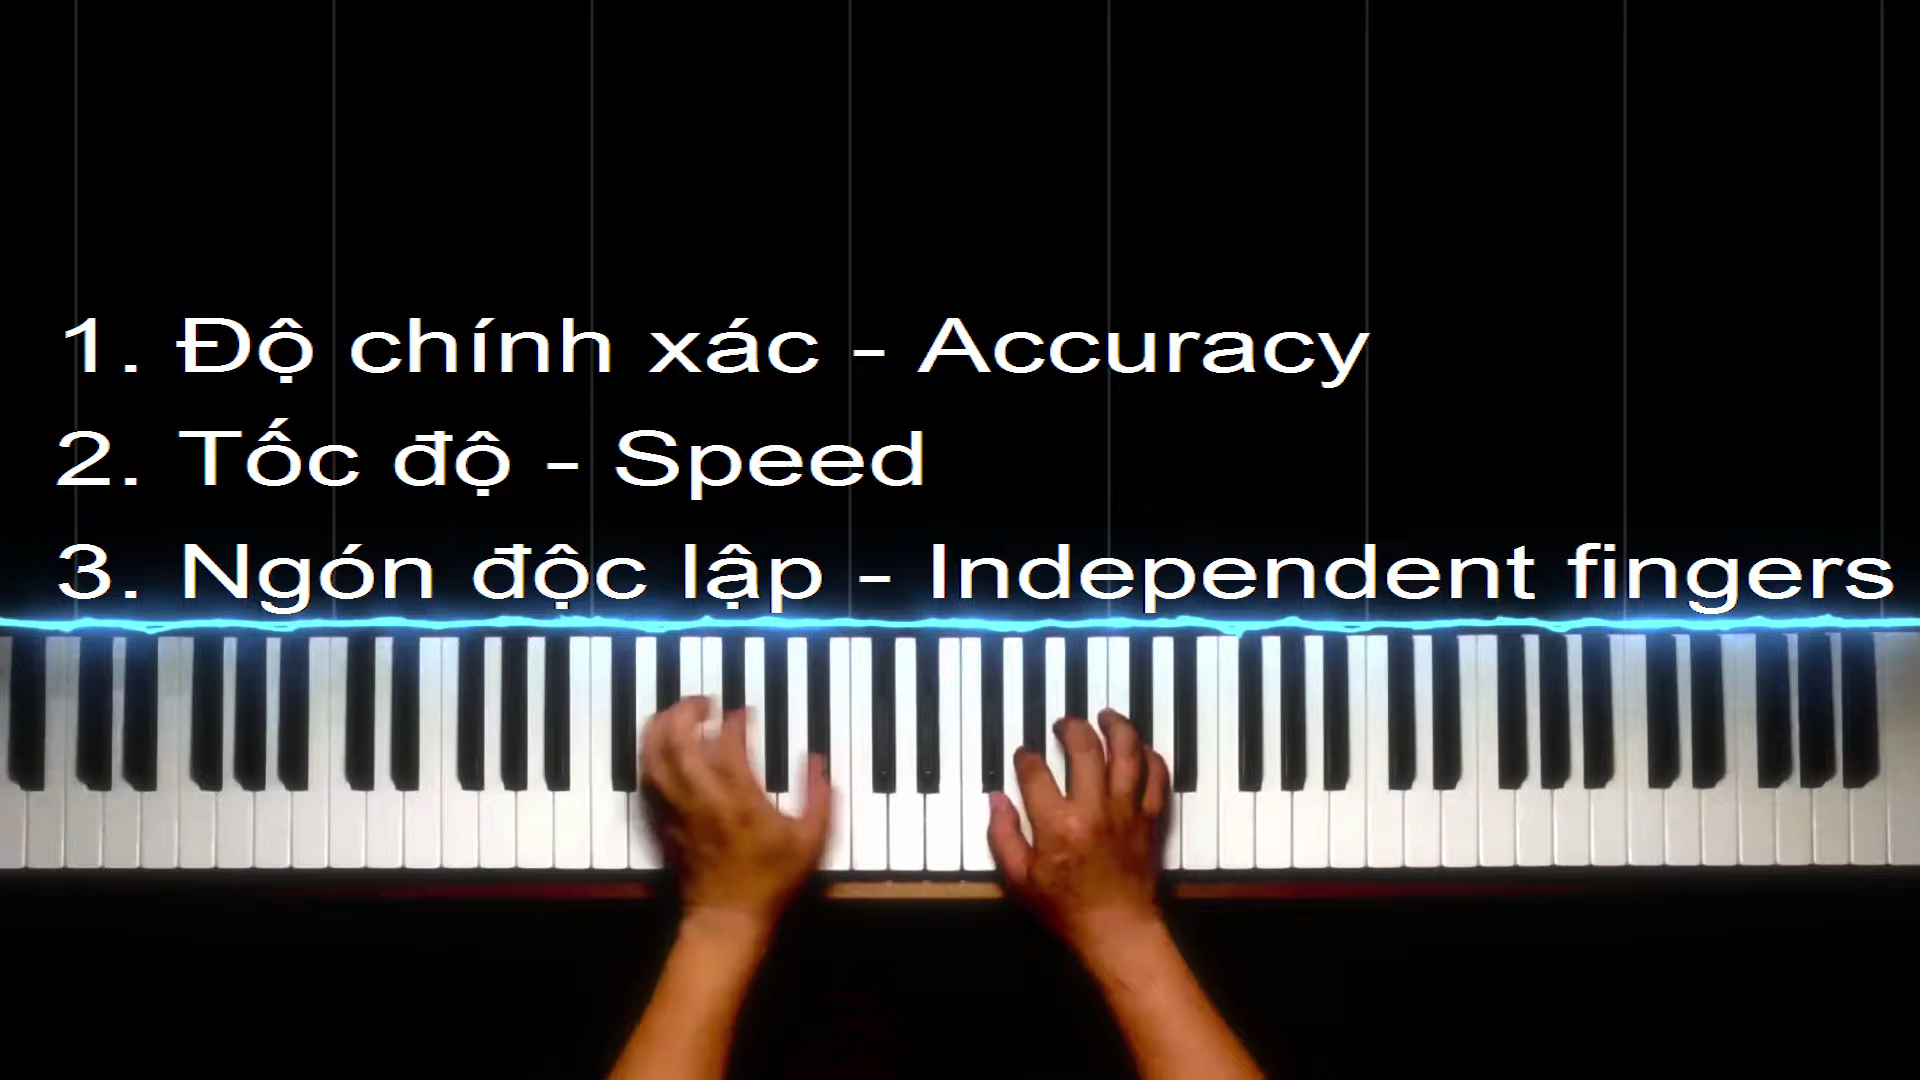 1. Độ chính xác - Accuracy
2. Tốc độ - Speed
3. Ngón độc lập - Independent fingers